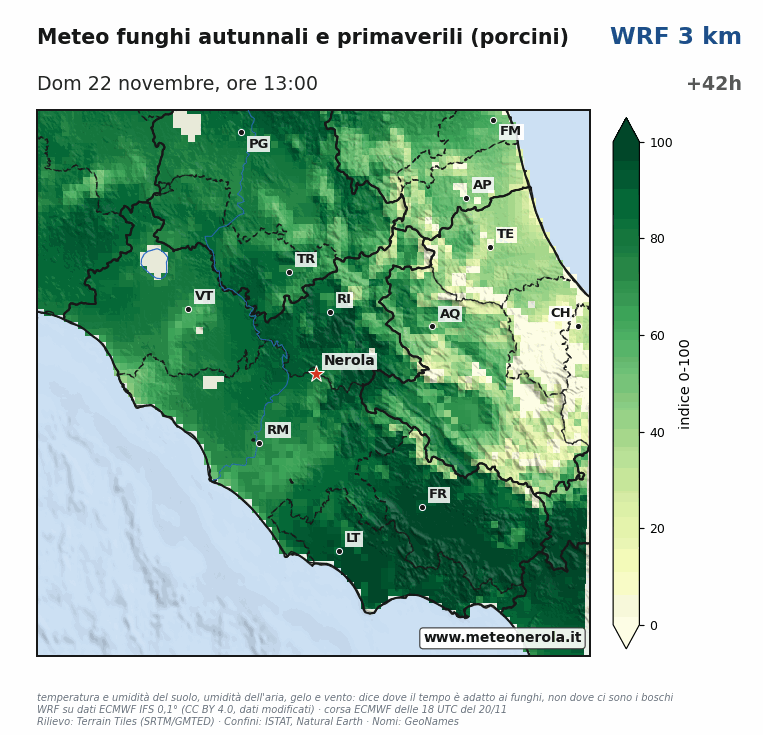 Meteo funghi autunnali e primaverili (porcini)
WRF 3 km
Dom 22 novembre, ore 13:00
+42h
PG
FM
AP
TE
TR
VT
RI
AQ
CH
Nerola
RM
FR
LT
www.meteonerola.it
100
80
60
40
20
0
indice 0-100
temperatura e umidità del suolo, umidità dell'aria, gelo e vento: dice dove il tempo è adatto ai funghi, non dove ci sono i boschi
WRF su dati ECMWF IFS 0,1° (CC BY 4.0, dati modificati) · corsa ECMWF delle 18 UTC del 20/11
Rilievo: Terrain Tiles (SRTM/GMTED) · Confini: ISTAT, Natural Earth · Nomi: GeoNames